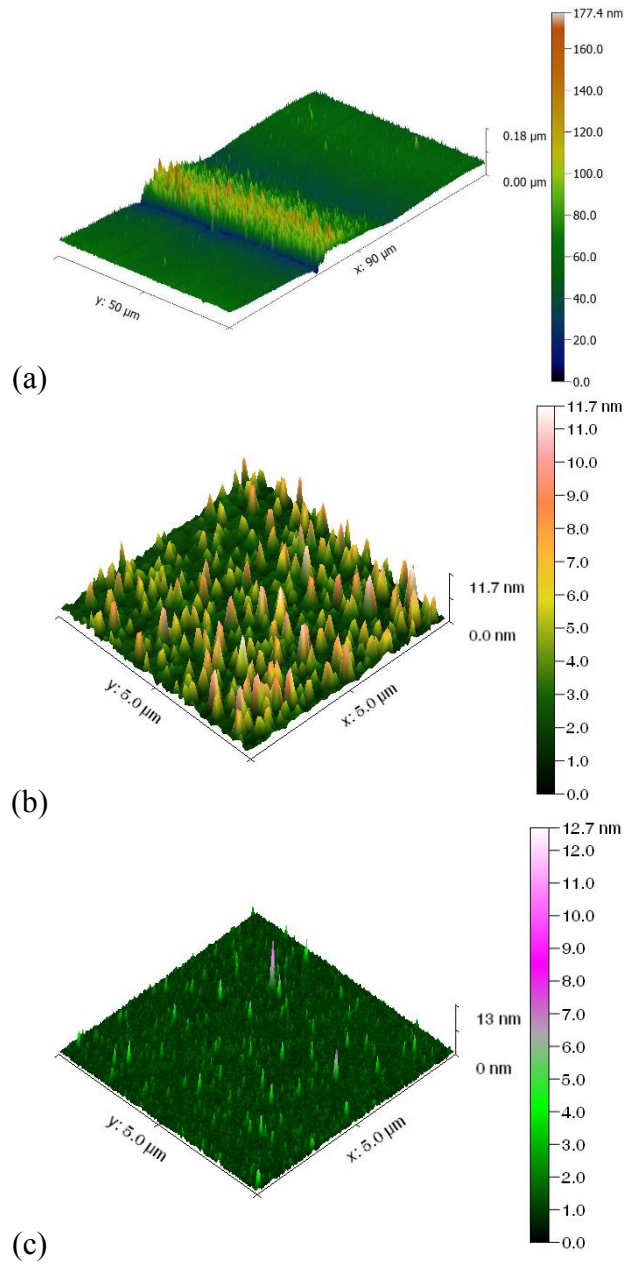 177.4 nm
160.0
140.0
120.0
100.0
80.0
60.0
40.0
20.0
0.0
0.18 µm
0.00 µm
x: 90 µm
y: 50 µm
(a)
11.7 nm
11.0
10.0
9.0
8.0
7.0
6.0
5.0
4.0
3.0
2.0
1.0
0.0
11.7 nm
0.0 nm
x: 5.0 µm
y: 5.0 µm
(b)
12.7 nm
12.0
11.0
10.0
9.0
8.0
7.0
6.0
5.0
4.0
3.0
2.0
1.0
0.0
13 nm
0 nm
x: 5.0 µm
y: 5.0 µm
(c)